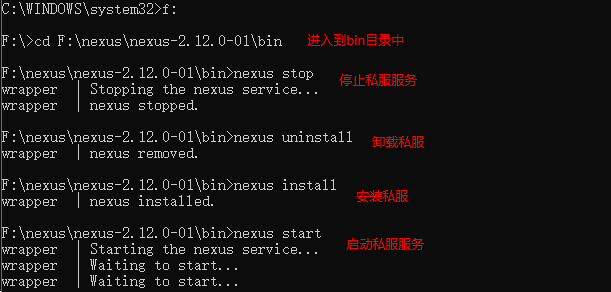 C:\WINDOWS\system32>f:
F:\>cd F:\nexus\nexus-2.12.0-01\bin 进入到bin目录中
F:\nexus\nexus-2.12.0-01\bin>nexus stop 停止私服服务
wrapper | Stopping the nexus service...
wrapper | nexus stopped.
F:\nexus\nexus-2.12.0-01\bin>nexus uninstall 卸载私服
wrapper | nexus removed.
F:\nexus\nexus-2.12.0-01\bin>nexus install 安装私服
wrapper | nexus installed.
F:\nexus\nexus-2.12.0-01\bin>nexus start 启动私服服务
wrapper | Starting the nexus service...
wrapper | Waiting to start...
wrapper | Waiting to start...